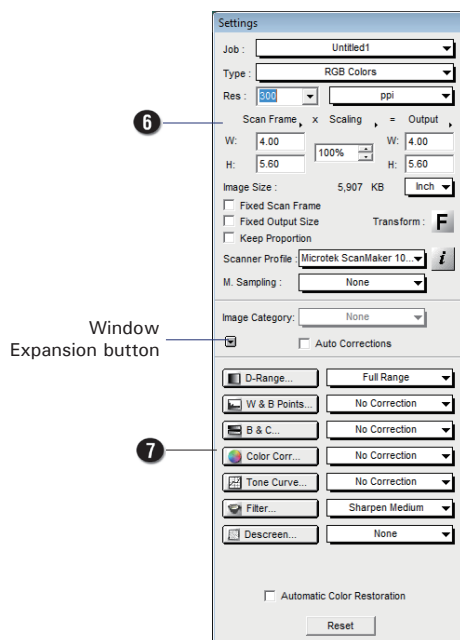 Settings
Job : Untitled1
Type : RGB Colors
Res : 300 ppi
6
Scan Frame x Scaling = Output
W: 4.00 100% W: 4.00
H: 5.60 H: 5.60
Image Size : 5,907 KB Inch
Fixed Scan Frame
Fixed Output Size Transform : F
Keep Proportion
Scanner Profile : Microtek ScanMaker 10... i
M. Sampling : None
Image Category: None
Window
Expansion button
Auto Corrections
D-Range... Full Range
W & B Points... No Correction
B & C... No Correction
7
Color Corr... No Correction
Tone Curve... No Correction
Filter... Sharpen Medium
Descreen... None
Automatic Color Restoration
Reset